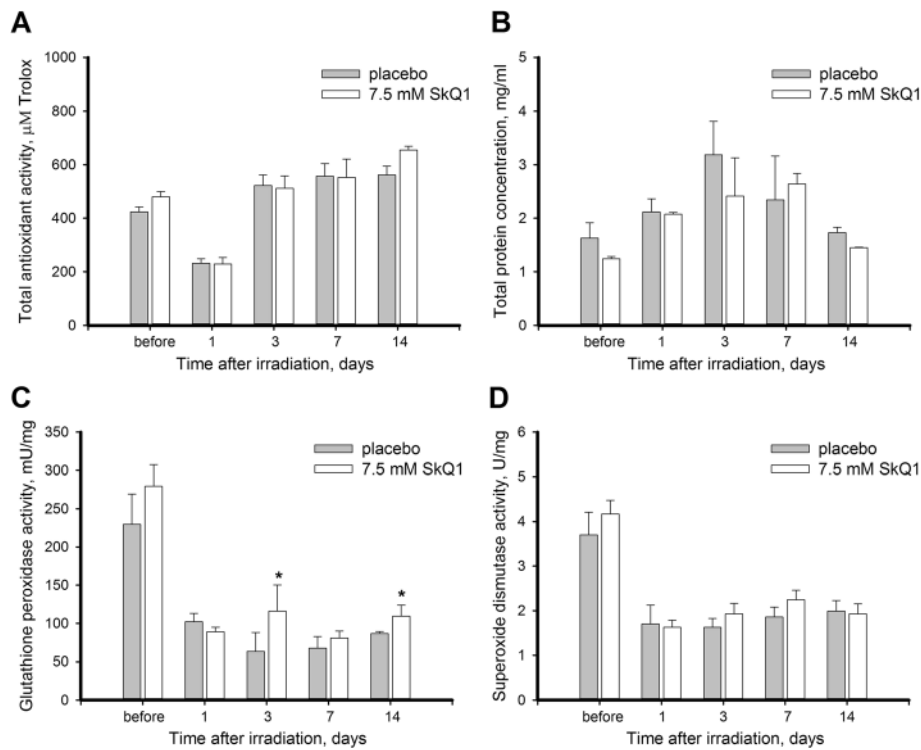 A
Total antioxidant activity, μM Trolox
1000
800
600
400
200
0
placebo
7.5 mM SkQ1
before 1 3 7 14
Time after irradiation, days
B
Total protein concentration, mg/ml
5
4
3
2
1
0
placebo
7.5 mM SkQ1
before 1 3 7 14
Time after irradiation, days
C
Glutathione peroxidase activity, mU/mg
350
300
250
200
150
100
50
0
placebo
7.5 mM SkQ1
*
*
before 1 3 7 14
Time after irradiation, days
D
Superoxide dismutase activity, U/mg
6
5
4
3
2
1
0
placebo
7.5 mM SkQ1
before 1 3 7 14
Time after irradiation, days